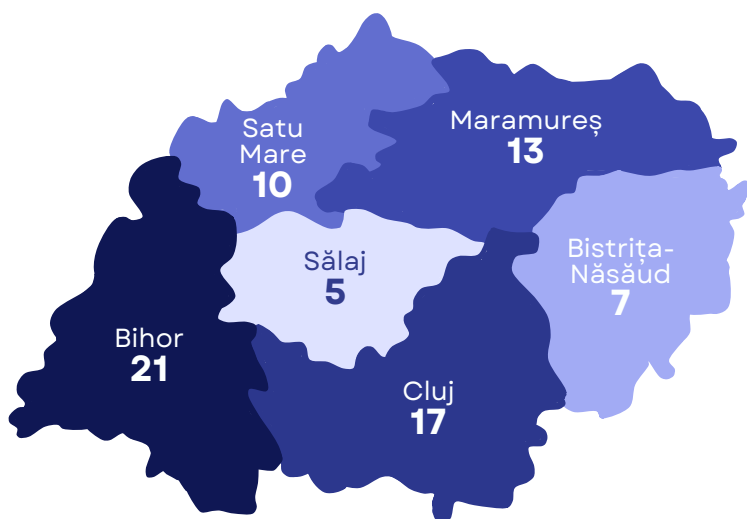 Satu
Mare
10
Maramureș
13
Sălaj
5
Bistrița-
Năsăud
7
Bihor
21
Cluj
17